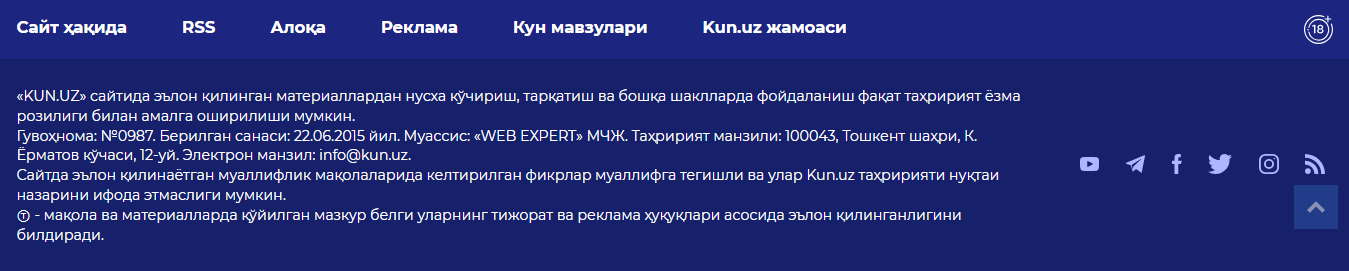 Сайт ҳақида RSS Алоқа Реклама Кун мавзулари Kun.uz жамоаси 18+
«KUN.UZ» сайтида эълон қилинган материаллардан нусха кўчириш, тарқатиш ва бошқа шаклларда фойдаланиш фақат таҳририят ёзма
розилиги билан амалга оширилиши мумкин.
Гувоҳнома: №0987. Берилган санаси: 22.06.2015 йил. Муассис: «WEB EXPERT» МЧЖ. Таҳририят манзили: 100043, Тошкент шаҳри, К.
Ёрматов кўчаси, 12-уй. Электрон манзил: info@kun.uz.
Сайтда эълон қилинаётган муаллифлик мақолаларида келтирилган фикрлар муаллифга тегишли ва улар Kun.uz таҳририяти нуқтаи
назарини ифода этмаслиги мумкин.
Ⓣ - мақола ва материалларда қўйилган мазкур белги уларнинг тижорат ва реклама ҳуқуқлари асосида эълон қилинганлигини
билдиради.